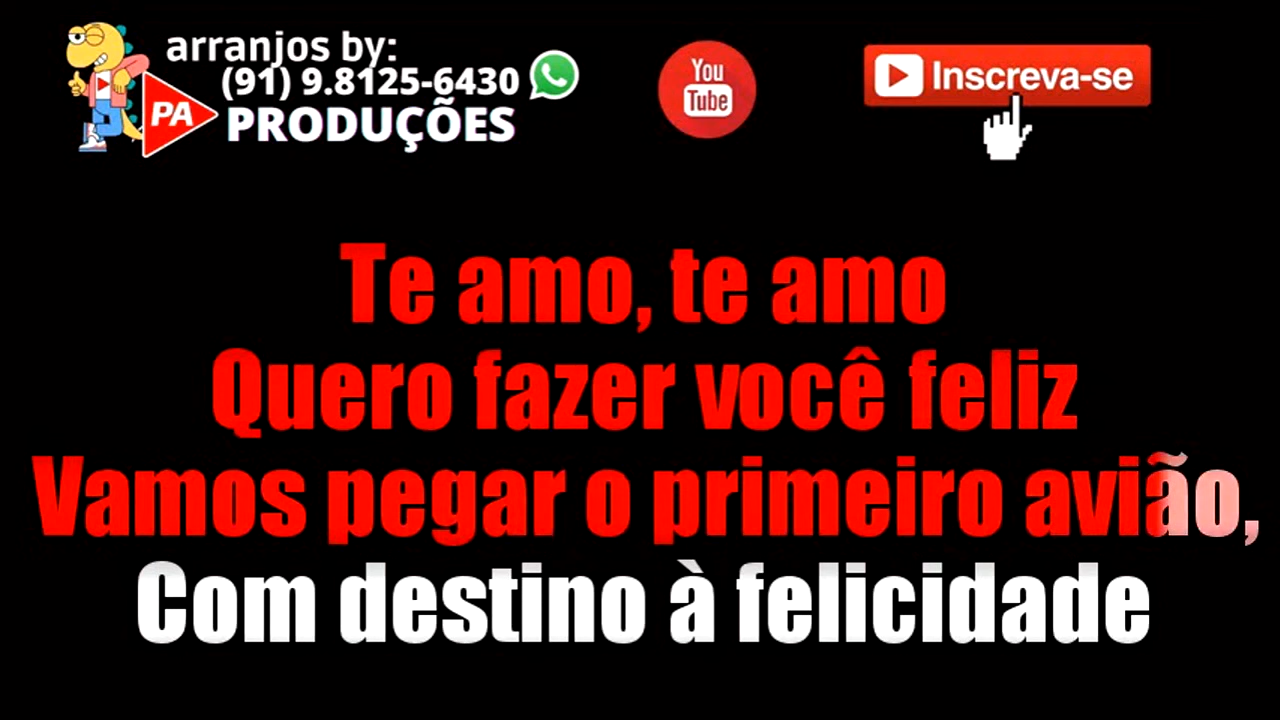 arranjos by:
(91) 9.8125-6430
PA PRODUÇÕES
You
Tube
Inscreva-se
Te amo, te amo
Quero fazer você feliz
Vamos pegar o primeiro avião,
Com destino à felicidade